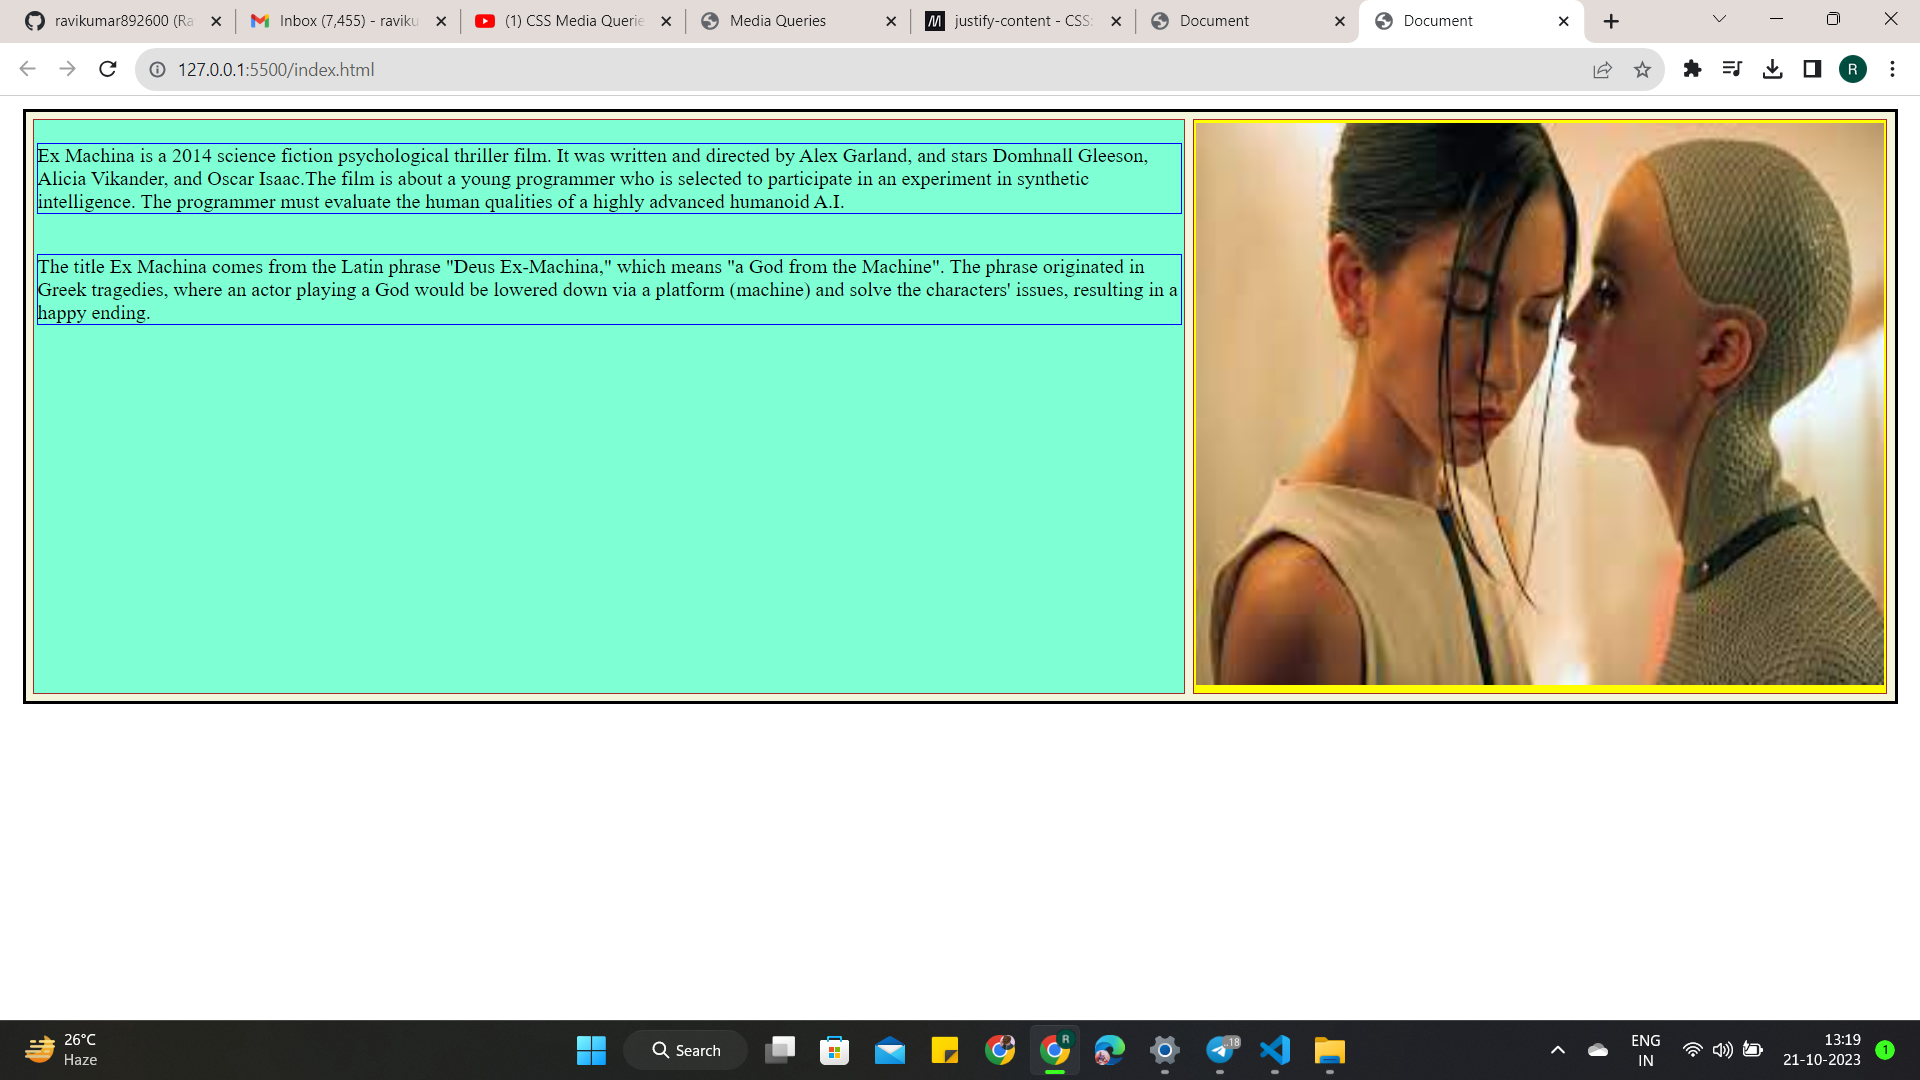 ravikumar892600 (Ra
Inbox (7,455) - raviku
(1) CSS Media Querie
Media Queries
justify-content - CSS:
Document
Document
127.0.0.1:5500/index.html
R
Ex Machina is a 2014 science fiction psychological thriller film. It was written and directed by Alex Garland, and stars Domhnall Gleeson,
Alicia Vikander, and Oscar Isaac.The film is about a young programmer who is selected to participate in an experiment in synthetic
intelligence. The programmer must evaluate the human qualities of a highly advanced humanoid A.I.
The title Ex Machina comes from the Latin phrase "Deus Ex-Machina," which means "a God from the Machine". The phrase originated in
Greek tragedies, where an actor playing a God would be lowered down via a platform (machine) and solve the characters' issues, resulting in a
happy ending.
26°C
Haze
Search
R
..18
ENG
IN
13:19
21-10-2023
1